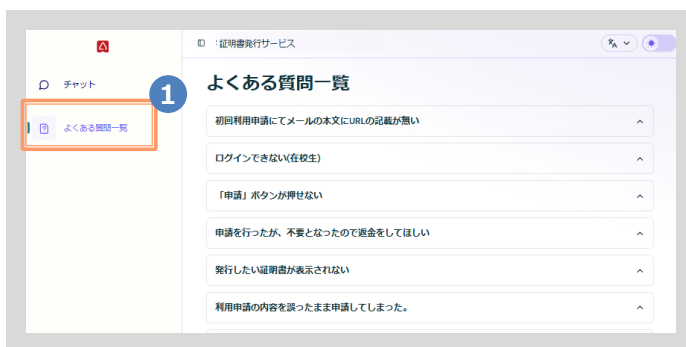 証明書発行サービス
チャット
よくある質問一覧
1
よくある質問一覧
初回利用申請にてメールの本文にURLの記載が無い
ログインできない(在校生)
「申請」ボタンが押せない
申請を行ったが、不要となったので返金をしてほしい
発行したい証明書が表示されない
利用申請の内容を誤ったまま申請してしまった。